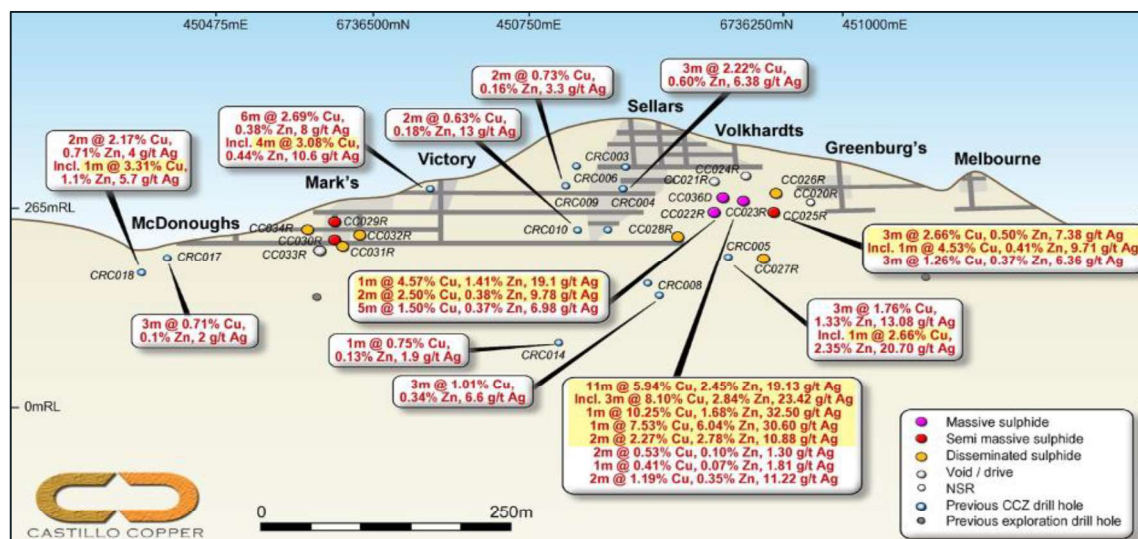 450475mE
6736500mN
450750mE
6736250mN
451000mE
2m @ 0.73% Cu,
0.16% Zn, 3.3 g/t Ag
3m @ 2.22% Cu,
0.60% Zn, 6.38 g/t Ag
Sellars
6m @ 2.69% Cu,
0.38% Zn, 8 g/t Ag
Incl. 4m @ 3.08% Cu,
0.44% Zn, 10.6 g/t Ag
2m @ 0.63% Cu,
0.18% Zn, 13 g/t Ag
2m @ 2.17% Cu,
0.71% Zn, 4 g/t Ag
Incl. 1m @ 3.31% Cu,
1.1% Zn, 5.7 g/t Ag
Victory
Volkhardts
Greenburg's
Melbourne
Mark's
McDonoughs
265mRL
CRC003
CRC006
CRC009
CRC004
CC024R
CC021R
CC026R
CC020R
CC036D
CC022R
CC023R
CC025R
CC029R
CC034R
CC032R
CC030R
CC031R
CC033R
CRC010
CC028R
CRC005
CC027R
CRC017
CRC018
CRC008
CRC014
3m @ 2.66% Cu, 0.50% Zn, 7.38 g/t Ag
Incl. 1m @ 4.53% Cu, 0.41% Zn, 9.71 g/t Ag
3m @ 1.26% Cu, 0.37% Zn, 6.36 g/t Ag
1m @ 4.57% Cu, 1.41% Zn, 19.1 g/t Ag
2m @ 2.50% Cu, 0.38% Zn, 9.78 g/t Ag
5m @ 1.50% Cu, 0.37% Zn, 6.98 g/t Ag
3m @ 0.71% Cu,
0.1% Zn, 2 g/t Ag
3m @ 1.76% Cu,
1.33% Zn, 13.08 g/t Ag
Incl. 1m @ 2.66% Cu,
2.35% Zn, 20.70 g/t Ag
1m @ 0.75% Cu,
0.13% Zn, 1.9 g/t Ag
3m @ 1.01% Cu,
0.34% Zn, 6.6 g/t Ag
11m @ 5.94% Cu, 2.45% Zn, 19.13 g/t Ag
Incl. 3m @ 8.10% Cu, 2.84% Zn, 23.42 g/t Ag
1m @ 10.25% Cu, 1.68% Zn, 32.50 g/t Ag
1m @ 7.53% Cu, 6.04% Zn, 30.60 g/t Ag
2m @ 2.27% Cu, 2.78% Zn, 10.88 g/t Ag
2m @ 0.53% Cu, 0.10% Zn, 1.30 g/t Ag
1m @ 0.41% Cu, 0.07% Zn, 1.81 g/t Ag
2m @ 1.19% Cu, 0.35% Zn, 11.22 g/t Ag
0mRL
Massive sulphide
Semi massive sulphide
Disseminated sulphide
Void / drive
NSR
Previous CCZ drill hole
Previous exploration drill hole
CASTILLO COPPER
0
250m